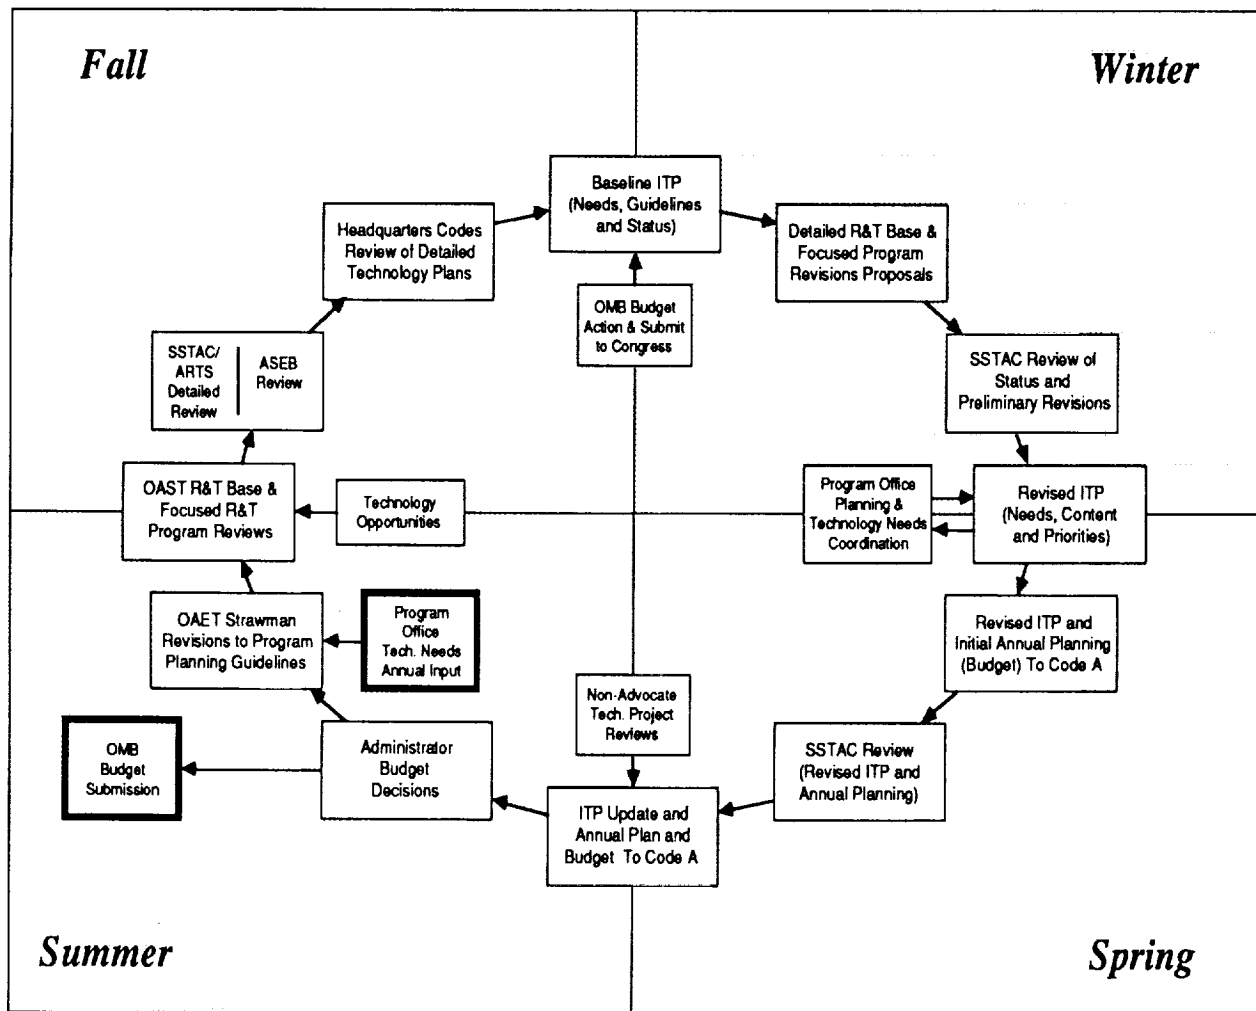 Fall
Winter
Baseline ITP
(Needs, Guidelines
and Status)
Headquarters Codes
Review of Detailed
Technology Plans
Detailed R&T Base &
Focused Program
Revisions Proposals
OMB Budget
Action & Submit
to Congress
SSTAC/
ARTS
Detailed
Review
ASEB
Review
SSTAC Review of
Status and
Preliminary Revisions
OAST R&T Base &
Focused R&T
Program Reviews
Technology
Opportunities
Program Office
Planning &
Technology Needs
Coordination
Revised ITP
(Needs, Content
and Priorities)
OAET Strawman
Revisions to Program
Planning Guidelines
Program
Office
Tech. Needs
Annual Input
Revised ITP and
Initial Annual Planning
(Budget) To Code A
Non-Advocate
Tech. Project
Reviews
OMB
Budget
Submission
Administrator
Budget
Decisions
SSTAC Review
(Revised ITP and
Annual Planning)
ITP Update and
Annual Plan and
Budget To Code A
Summer
Spring